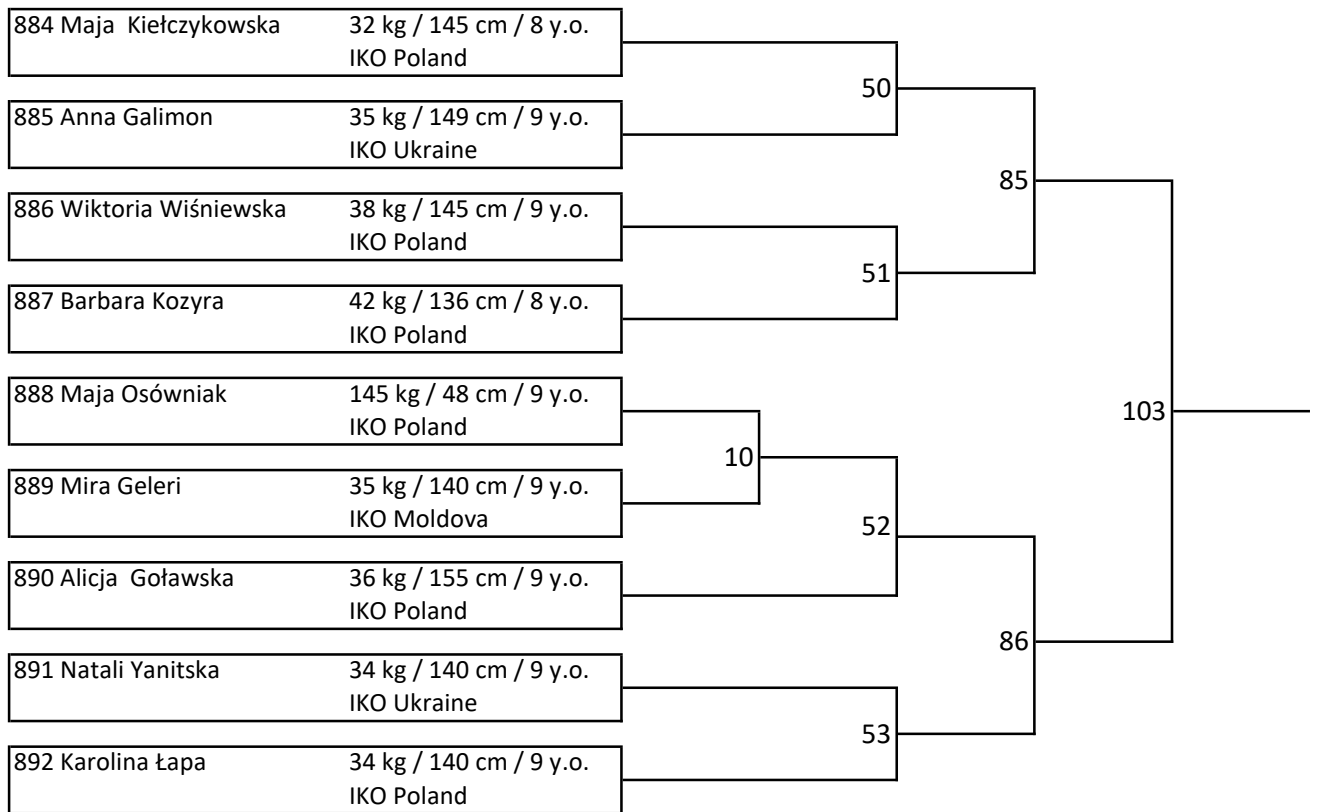 884 Maja  Kiełczykowska 32 kg / 145 cm / 8 y.o.
IKO Poland
50
885 Anna Galimon 35 kg / 149 cm / 9 y.o.
IKO Ukraine
85
886 Wiktoria Wiśniewska 38 kg / 145 cm / 9 y.o.
IKO Poland
51
887 Barbara Kozyra 42 kg / 136 cm / 8 y.o.
IKO Poland
888 Maja Osówniak 145 kg / 48 cm / 9 y.o.
IKO Poland
103
10
889 Mira Geleri 35 kg / 140 cm / 9 y.o.
IKO Moldova
52
890 Alicja  Goławska 36 kg / 155 cm / 9 y.o.
IKO Poland
86
891 Natali Yanitska 34 kg / 140 cm / 9 y.o.
IKO Ukraine
53
892 Karolina Łapa 34 kg / 140 cm / 9 y.o.
IKO Poland